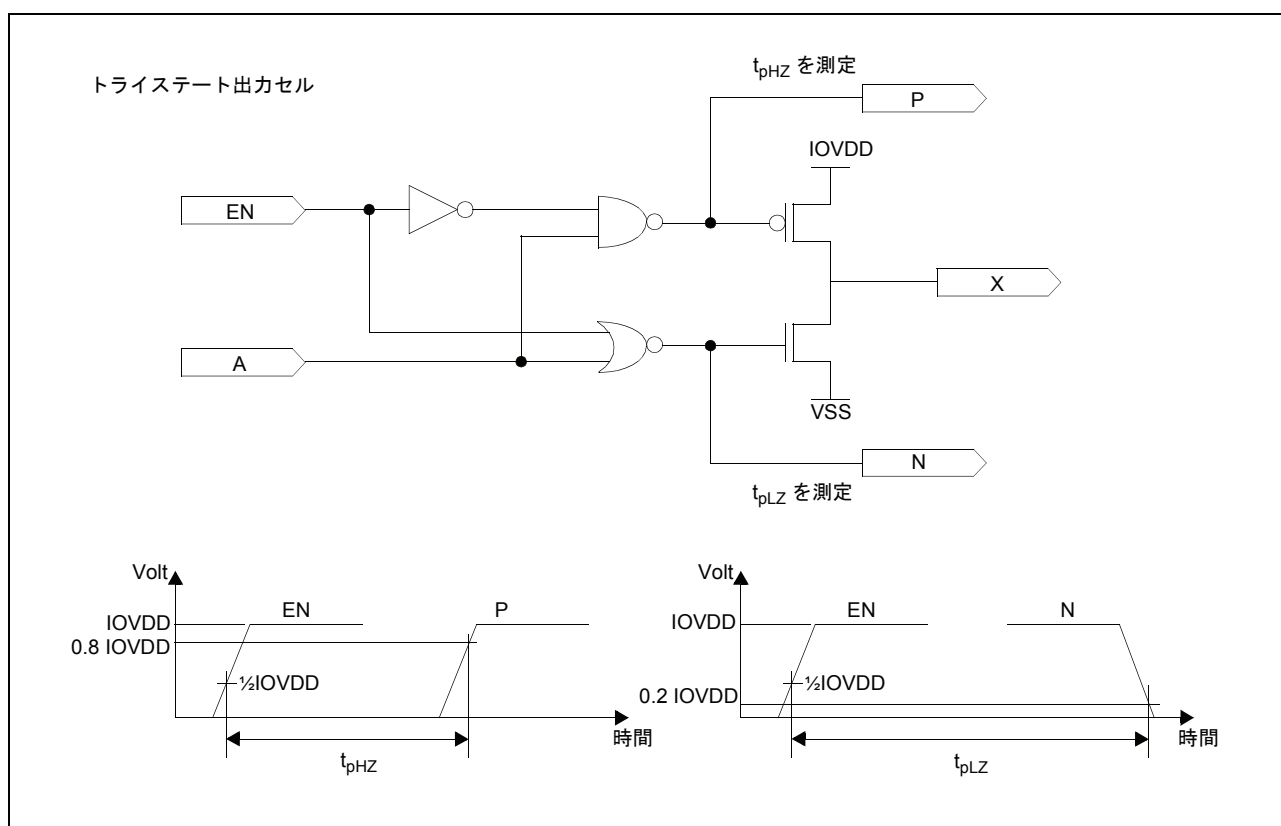 トライステート出力セル
tpHZ を測定
P
IOVDD
EN
X
A
VSS
N
tpLZ を測定
Volt
IOVDD
0.8 IOVDD
EN
P
½IOVDD
時間
tpHZ
Volt
IOVDD
0.2 IOVDD
EN
N
½IOVDD
時間
tpLZ